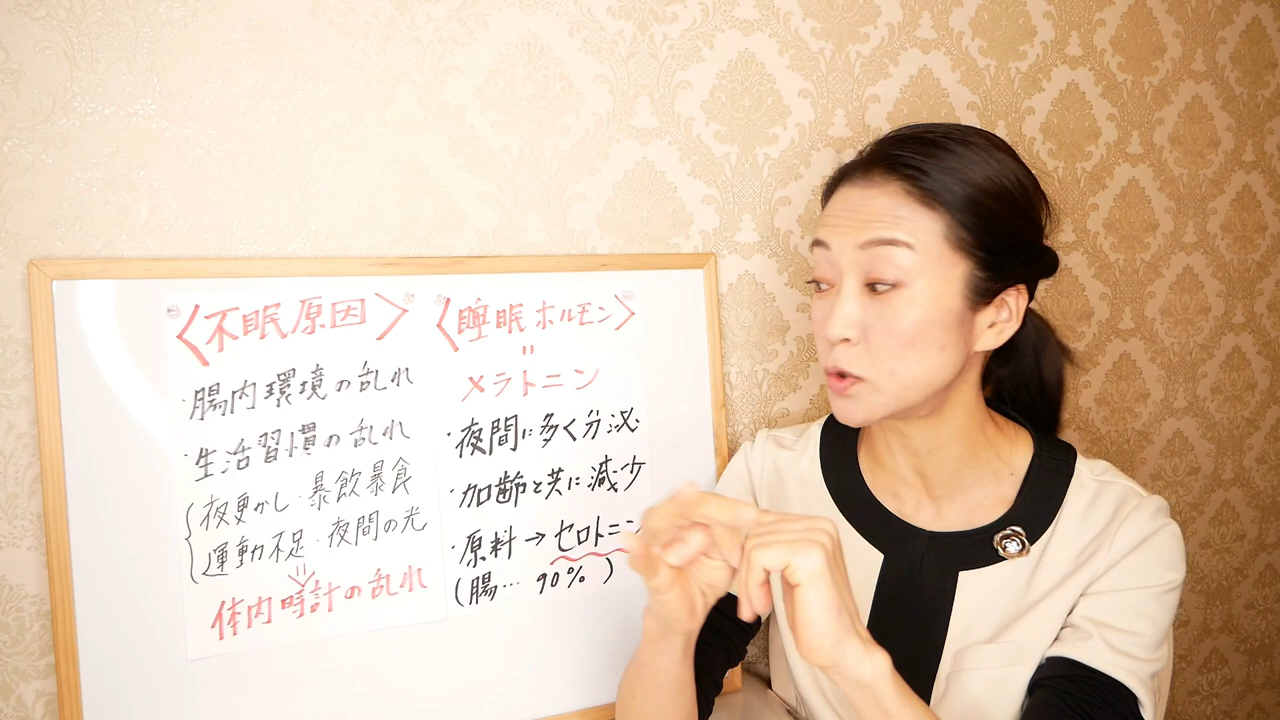 〈不眠原因〉
・腸内環境の乱れ
・生活習慣の乱れ
夜更かし・暴飲暴食
運動不足・夜間の光
⇓
体内時計の乱れ
〈睡眠ホルモン〉
=
メラトニン
・夜間に多く分泌
・加齢と共に減少
・原料→セロトニン
(腸… 90%)